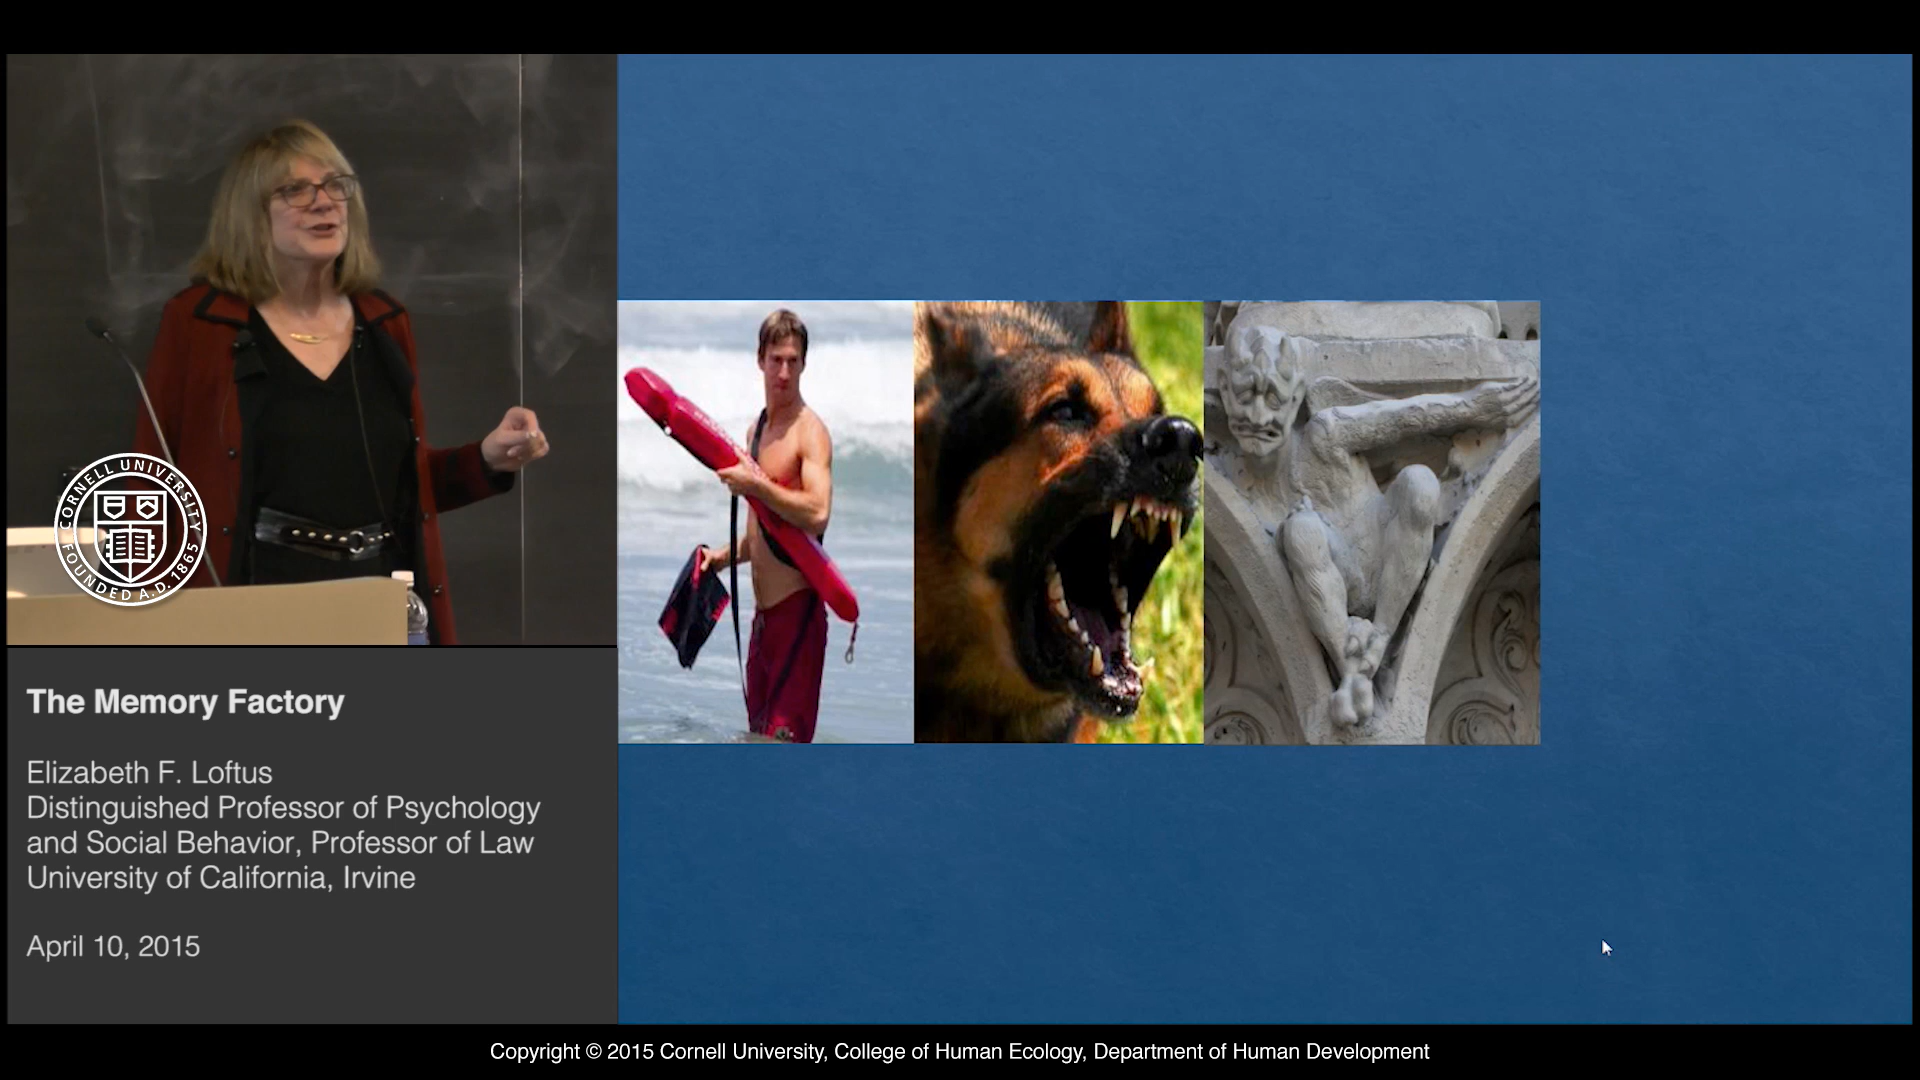 CORNELL UNIVERSITY
FOUNDED A.D. 1865
The Memory Factory
Elizabeth F. Loftus
Distinguished Professor of Psychology
and Social Behavior, Professor of Law
University of California, Irvine
April 10, 2015
Copyright © 2015 Cornell University, College of Human Ecology, Department of Human Development